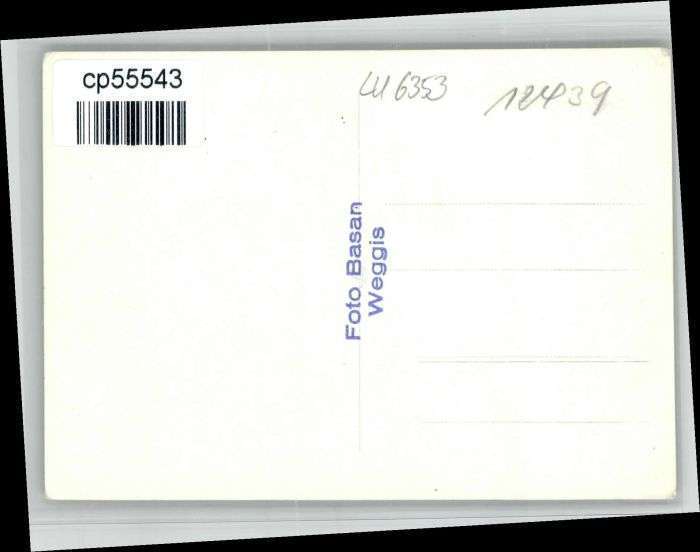 cp55543
LU 6353
12439
Foto Basan
Weggis